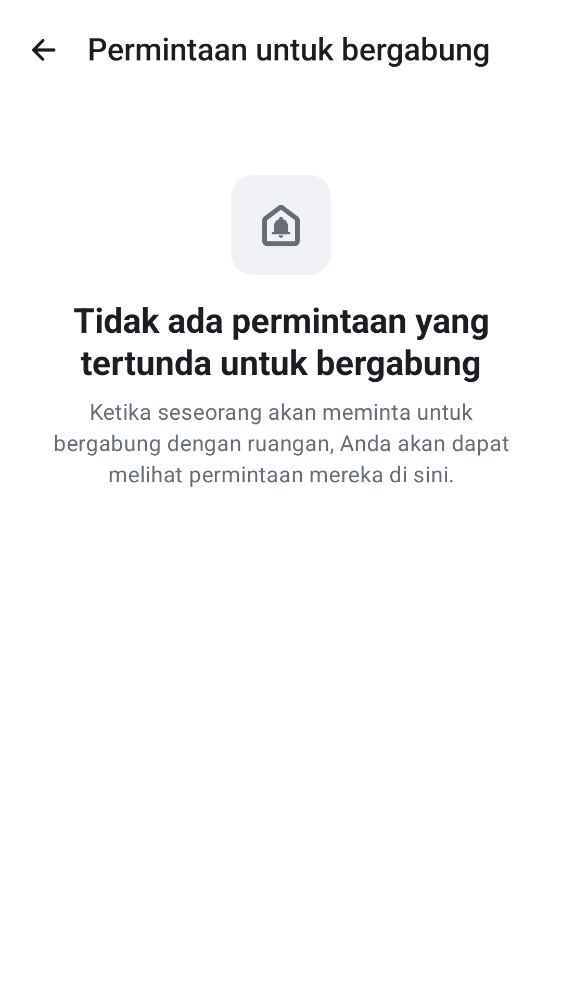 Permintaan untuk bergabung
Tidak ada permintaan yang
tertunda untuk bergabung
Ketika seseorang akan meminta untuk
bergabung dengan ruangan, Anda akan dapat
melihat permintaan mereka di sini.